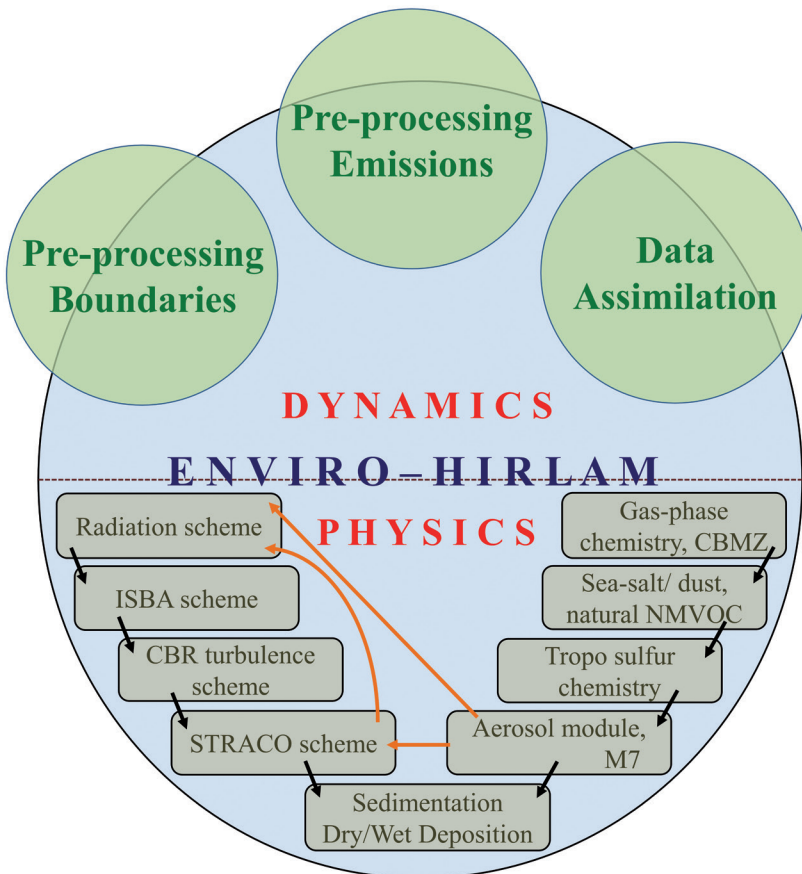 Pre-processing
Emissions
Pre-processing
Boundaries
Data
Assimilation
DYNAMICS
ENVIRO–HIRLAM
PHYSICS
Radiation scheme
ISBA scheme
CBR turbulence
scheme
STRACO scheme
Gas-phase
chemistry, CBMZ
Sea-salt/ dust,
natural NMVOC
Tropo sulfur
chemistry
Aerosol module,
M7
Sedimentation
Dry/Wet Deposition